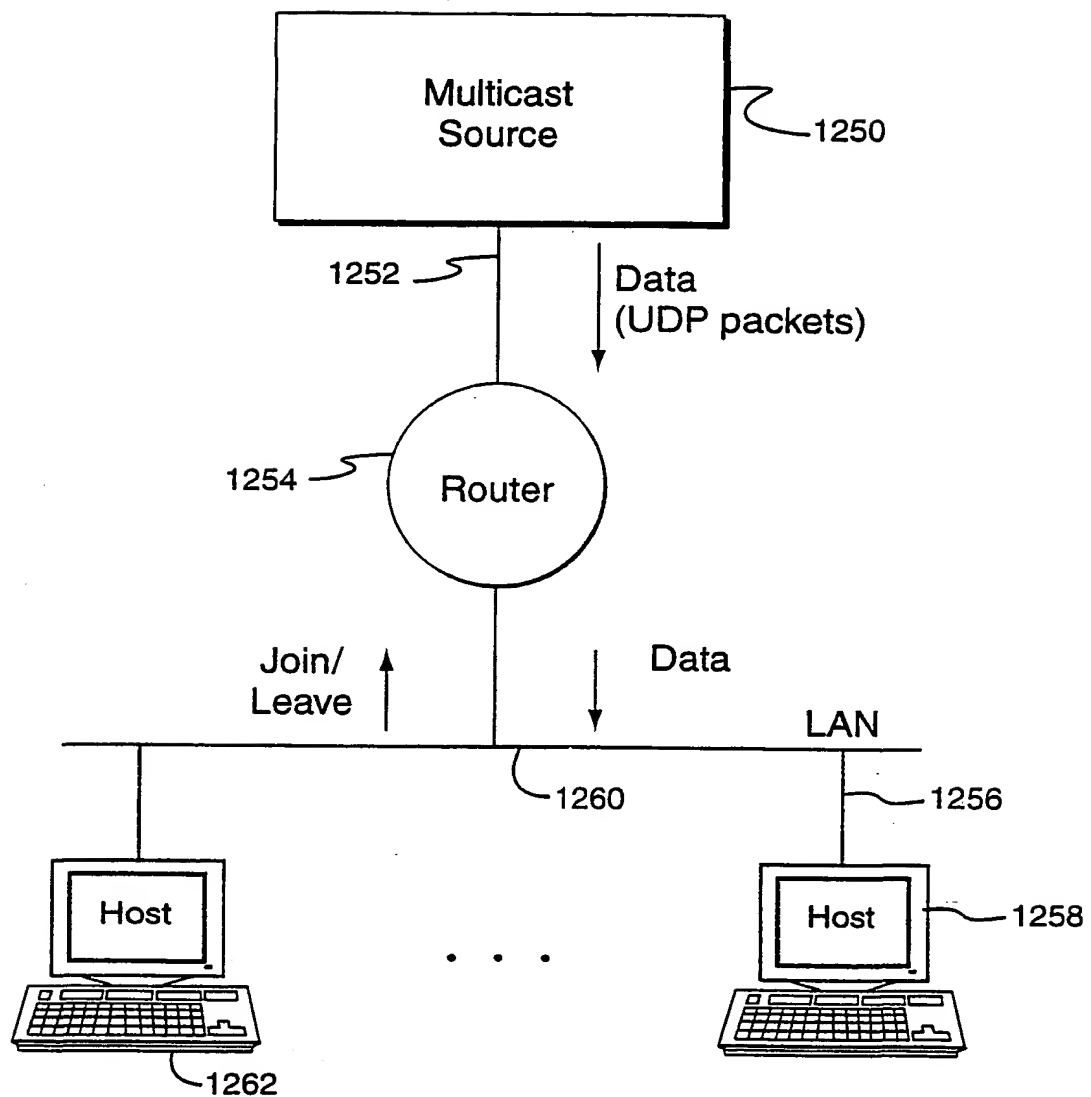 Multicast
Source
1250
1252
Data
(UDP packets)
1254
Router
Join/
Leave
Data
LAN
1260
1256
Host
Host
1258
. . .
1262